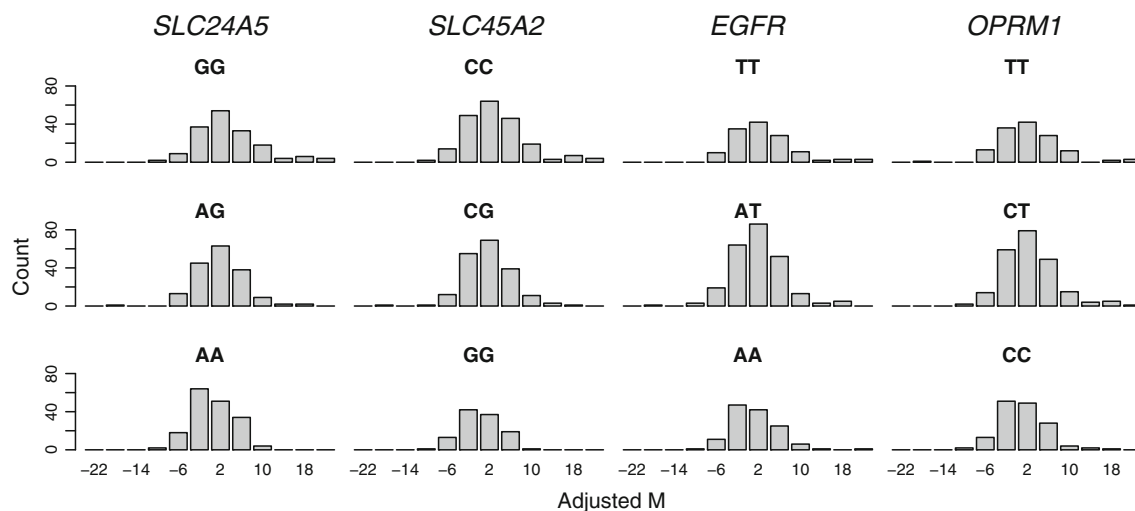 SLC24A5 SLC45A2 EGFR OPRM1
GG CC TT TT
80
40
0
AG CG AT CT
80
40
0
Count
AA GG AA CC
80
40
0
−22 −14 −6 2 10 18 −22 −14 −6 2 10 18 −22 −14 −6 2 10 18 −22 −14 −6 2 10 18
Adjusted M